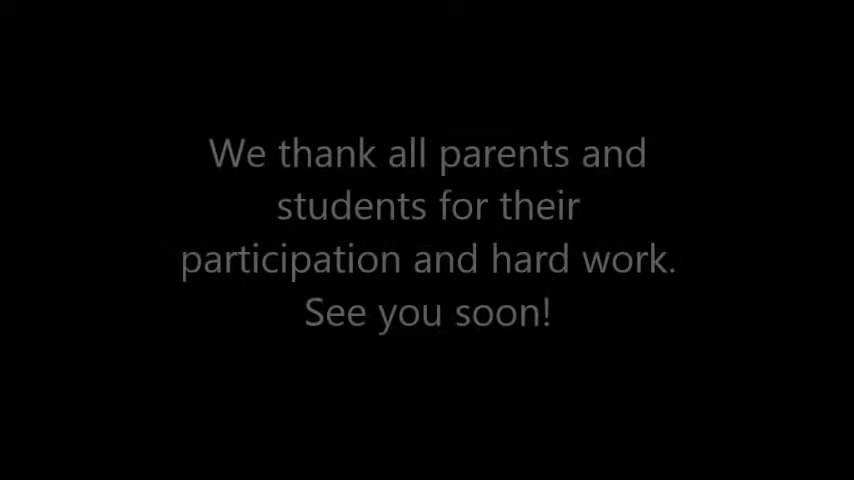 We thank all parents and
students for their
participation and hard work.
See you soon!